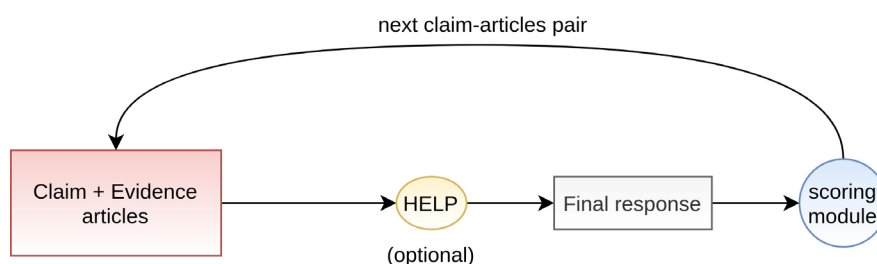 next claim-articles pair
Claim + Evidence
articles
HELP
(optional)
Final response
scoring
module